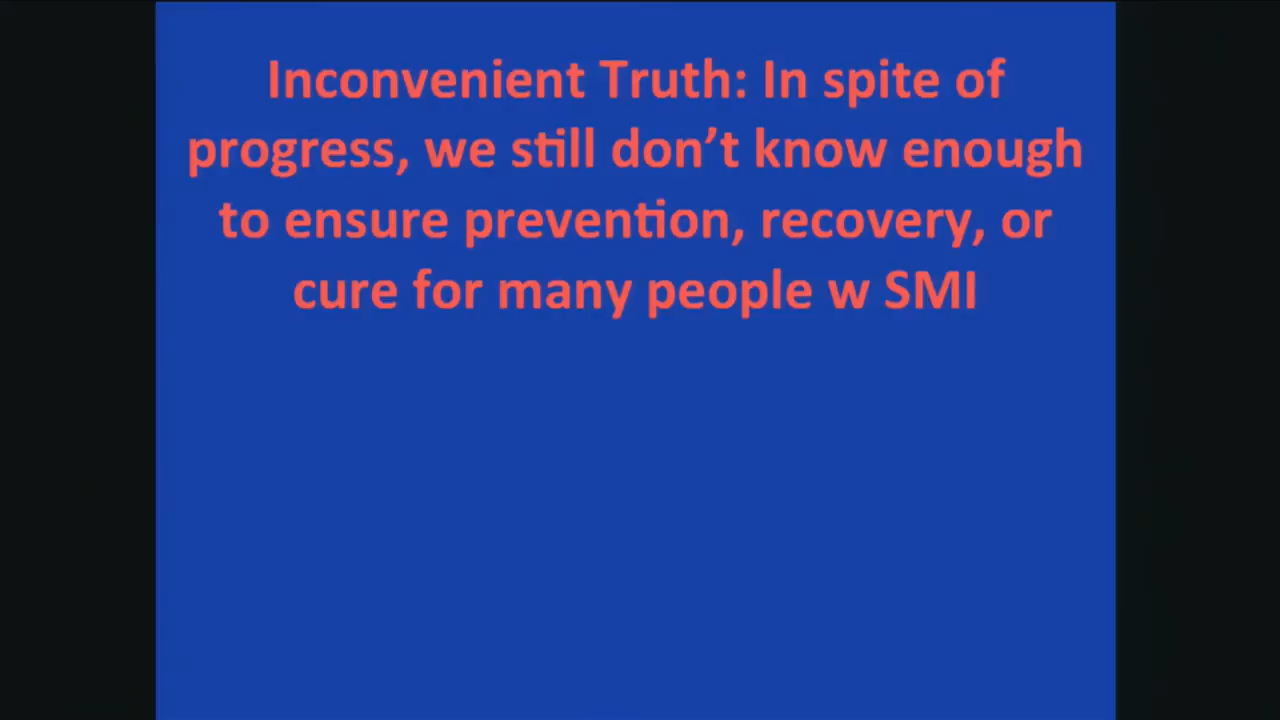 Inconvenient Truth: In spite of
progress, we still don’t know enough
to ensure prevention, recovery, or
cure for many people w SMI